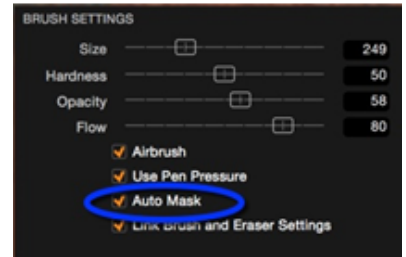 BRUSH SETTINGS
Size 249
Hardness 50
Opacity 58
Flow 80
Airbrush
Use Pen Pressure
Auto Mask
Link Brush and Eraser Settings